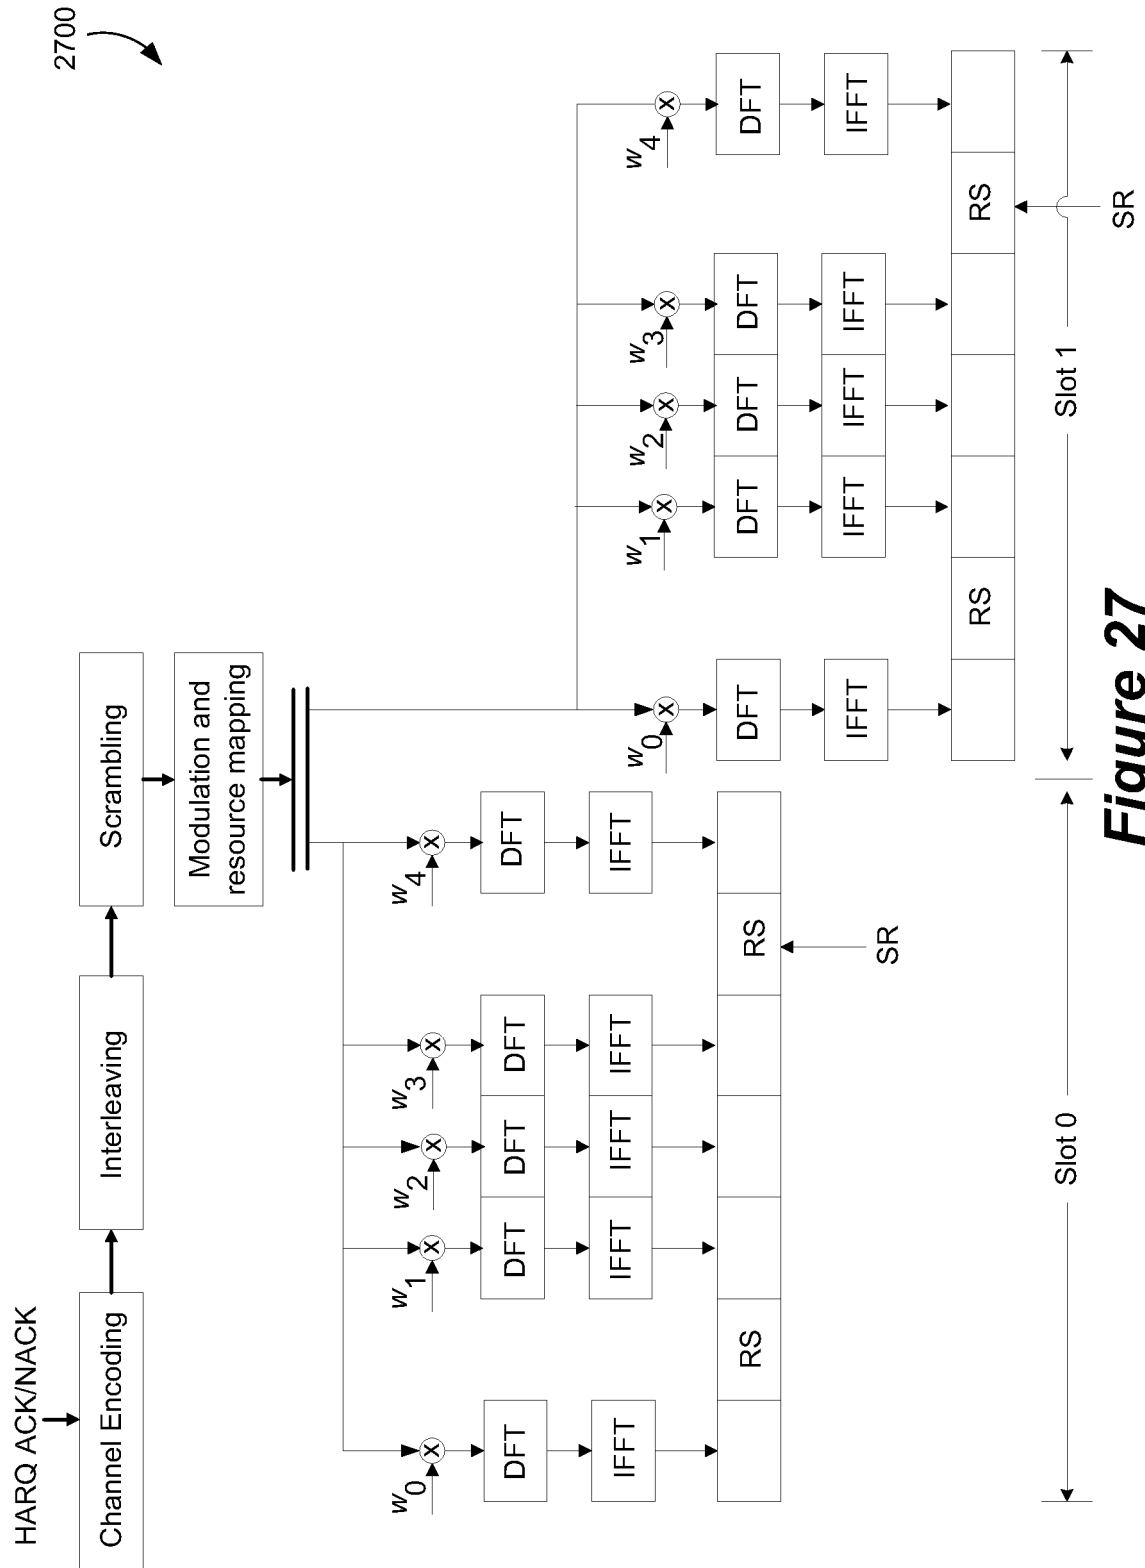 2700
HARQ ACK/NACK
Channel Encoding
Interleaving
Scrambling
Modulation and
resource mapping
w0
w1
w2
w3
w4
X
X
X
X
X
DFT
DFT
DFT
DFT
DFT
IFFT
IFFT
IFFT
IFFT
IFFT
RS
RS
SR
w0
w1
w2
w3
w4
X
X
X
X
X
DFT
DFT
DFT
DFT
DFT
IFFT
IFFT
IFFT
IFFT
IFFT
RS
RS
SR
Slot 0
Slot 1
Figure 27